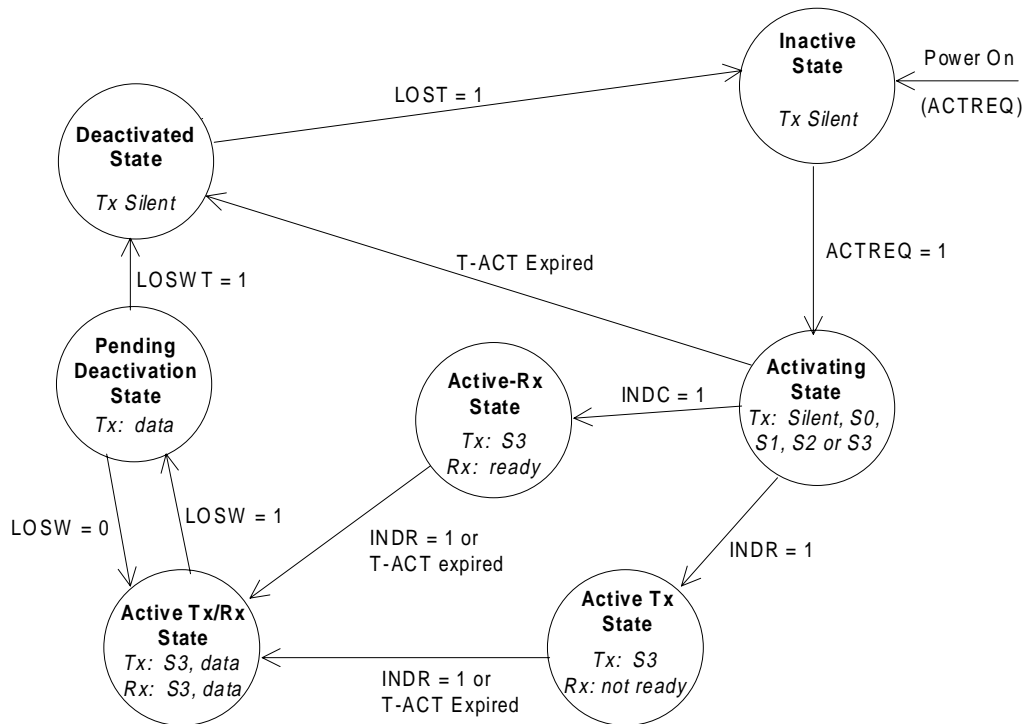 Inactive
State
Tx Silent
Power On
(ACTREQ)
LOST = 1
Deactivated
State
Tx Silent
T-ACT Expired
ACTREQ = 1
LOSWT = 1
Pending
Deactivation
State
Tx: data
Active-Rx
State
Tx: S3
Rx: ready
INDC = 1
Activating
State
Tx: Silent, S0,
S1, S2 or S3
LOSW = 0
LOSW = 1
INDR = 1 or
T-ACT expired
INDR = 1
Active Tx/Rx
State
Tx: S3, data
Rx: S3, data
INDR = 1 or
T-ACT Expired
Active Tx
State
Tx: S3
Rx: not ready